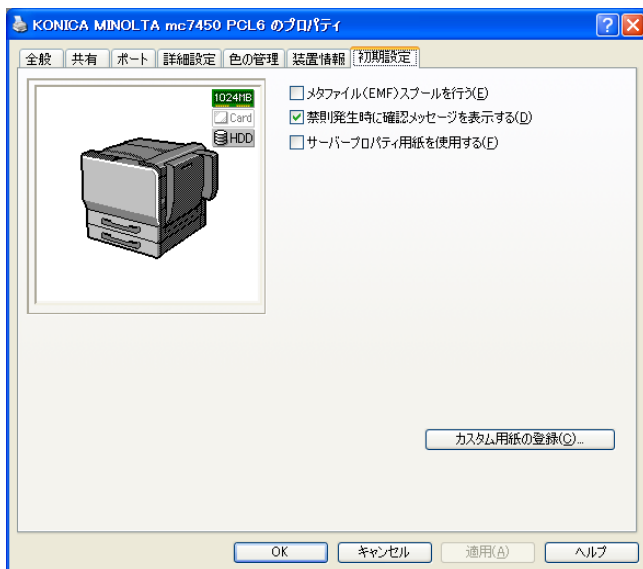 KONICA MINOLTA mc7450 PCL6 のプロパティ
全般 共有 ポート 詳細設定 色の管理 装置情報 初期設定
1024MB
Card
HDD
メタファイル(EMF)スプールを行う(E)
禁則発生時に確認メッセージを表示する(D)
サーバープロパティ用紙を使用する(F)
カスタム用紙の登録(C)...
OK キャンセル 適用(A) ヘルプ